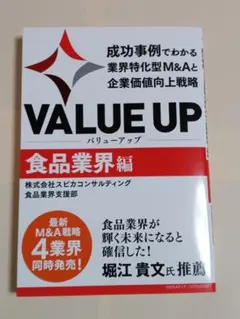 成功事例でわかる
業界特化型M&Aと
企業価値向上戦略
VALUE UP
バリューアップ
食品業界編
株式会社スピカコンサルティング
食品業界支援部
最新
M&A戦略
4業界
同時発売！
食品業界が
輝く未来になると
確信した！
堀江貴文氏推薦